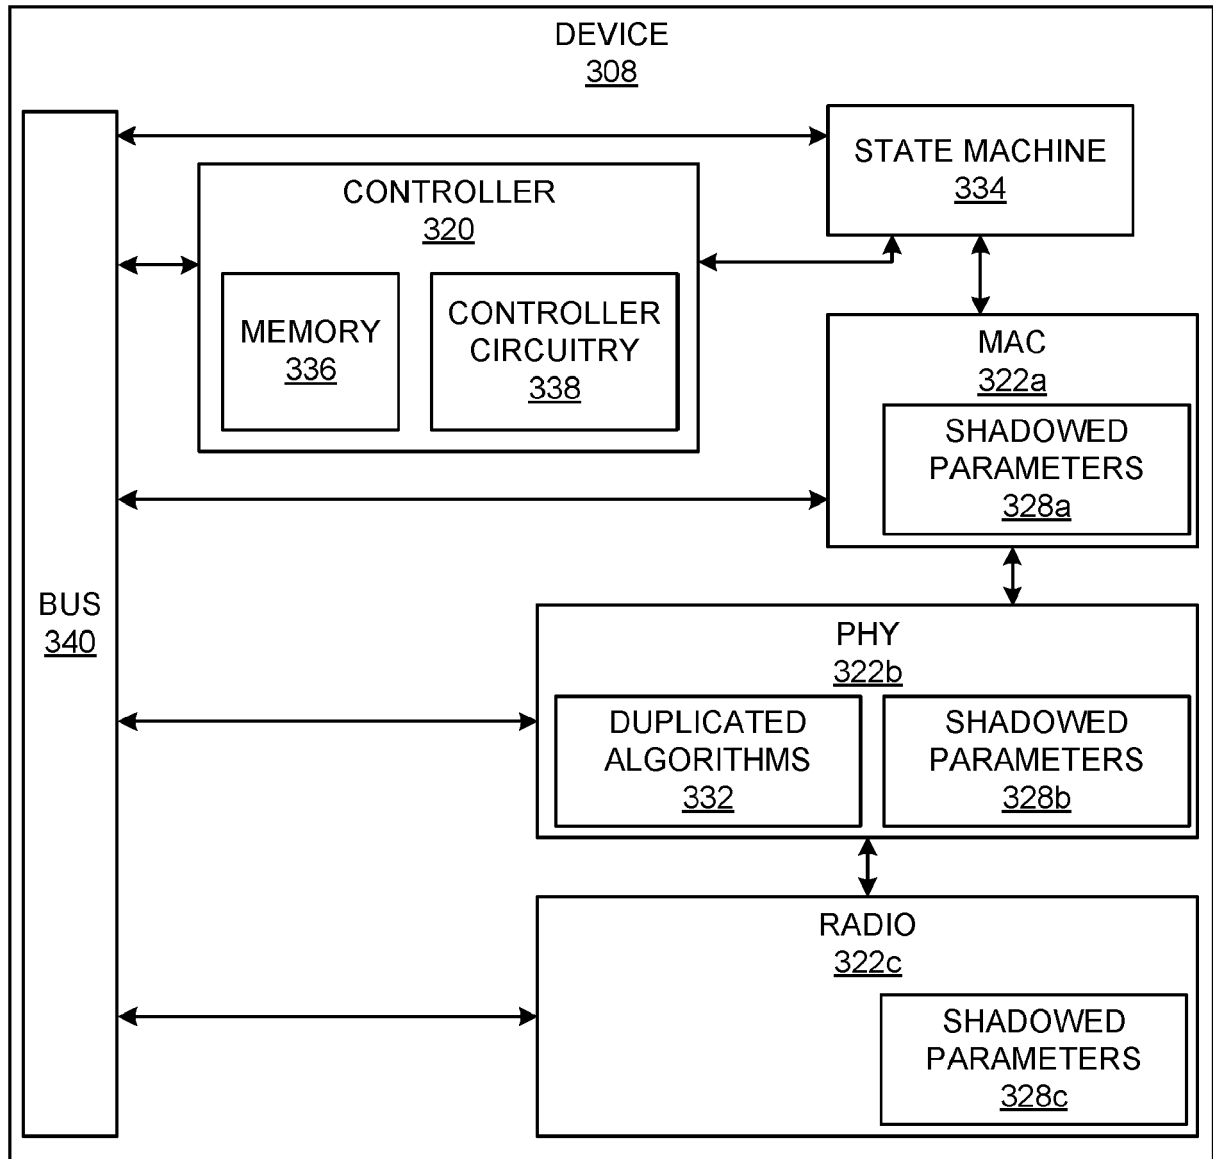 DEVICE
308
STATE MACHINE
334
CONTROLLER
320
MEMORY
336
CONTROLLER
CIRCUITRY
338
MAC
322a
SHADOWED
PARAMETERS
328a
BUS
340
PHY
322b
DUPLICATED
ALGORITHMS
332
SHADOWED
PARAMETERS
328b
RADIO
322c
SHADOWED
PARAMETERS
328c